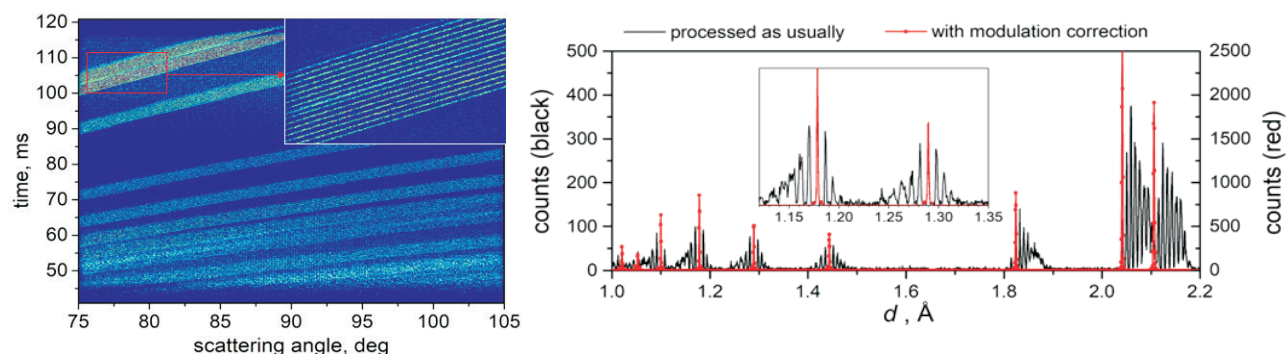 time, ms
120
110
100
90
80
70
60
50
75 80 85 90 95 100 105
scattering angle, deg
processed as usually with modulation correction
counts (black)
500
400
300
200
100
0
counts (red)
2500
2000
1500
1000
500
0
1.15 1.20 1.25 1.30 1.35
1.0 1.2 1.4 1.6 1.8 2.0 2.2
d , Å